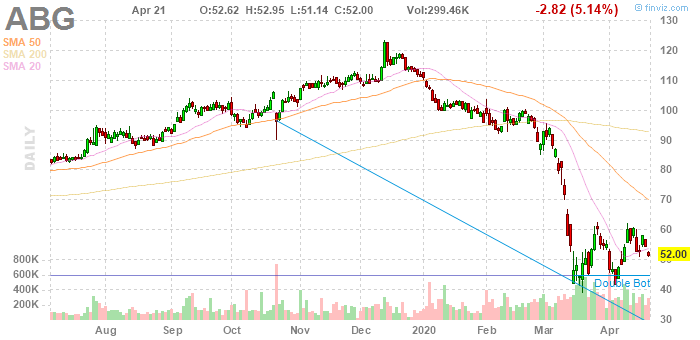 ABG
Apr 21 O:52.62 H:52.95 L:51.14 C:52.00 Vol:299.46K -2.82 (5.14%)
© finviz.com
SMA 50
SMA 200
SMA 20
DAILY
130
120
110
100
90
80
70
60
52.00
50
40
30
800K
600K
400K
200K
Double Bot
Aug Sep Oct Nov Dec 2020 Feb Mar Apr